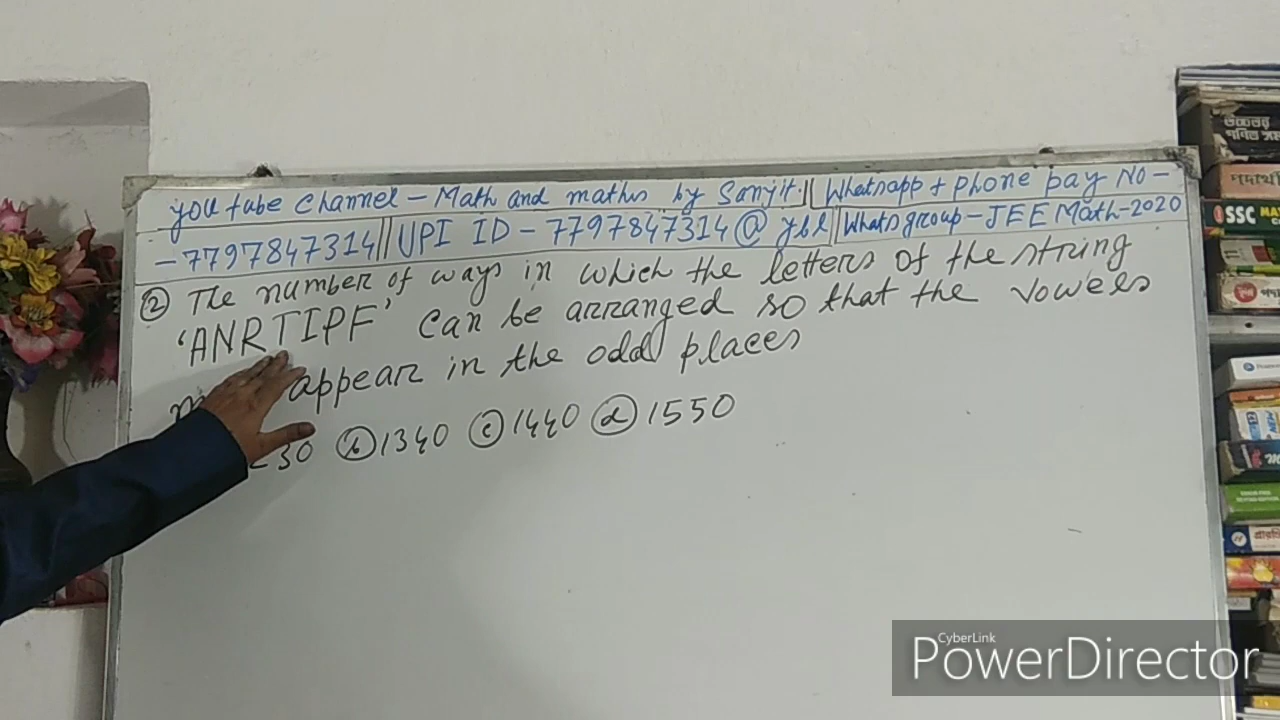 you tube Channel - Math and maths by Sanjit || Whatsapp + phone pay No -
- 7797847314 || UPI ID - 7797847314 @ ybl || Whatsgroup - JEE Math-2020
② The number of ways in which the letters of the string
'ANRTIPF' can be arranged so that the vowels
appear in the odd places
30 ⓑ 1340 ⓒ 1440 ⓓ 1550
SSC
CyberLink
PowerDirector